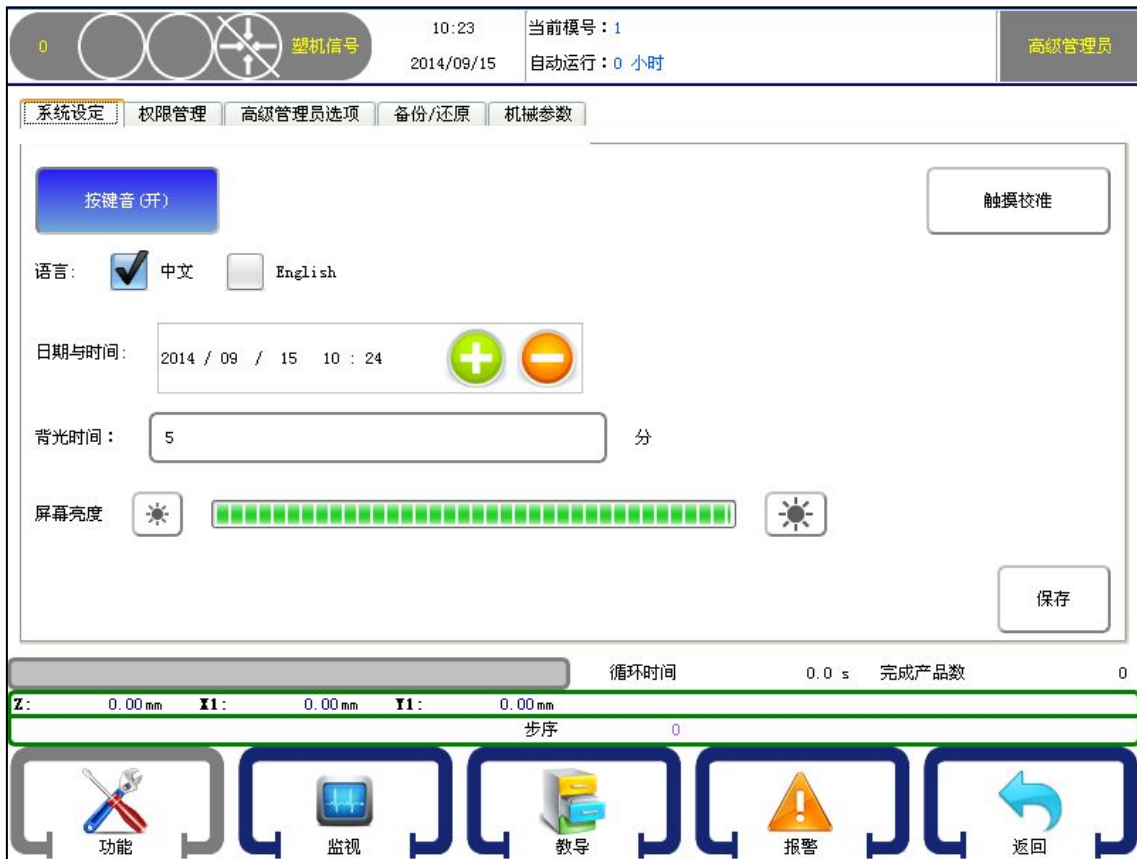 0 塑机信号 10:23 当前模号：1 高级管理员
2014/09/15 自动运行：0 小时
系统设定 权限管理 高级管理员选项 备份/还原 机械参数
按键音(开) 触摸校准
语言: 中文 English
日期与时间: 2014 / 09 / 15 10 : 24
背光时间： 5 分
屏幕亮度
保存
循环时间 0.0 s 完成产品数 0
Z: 0.00mm X1: 0.00mm Y1: 0.00mm
步序 0
功能 监视 教导 报警 返回